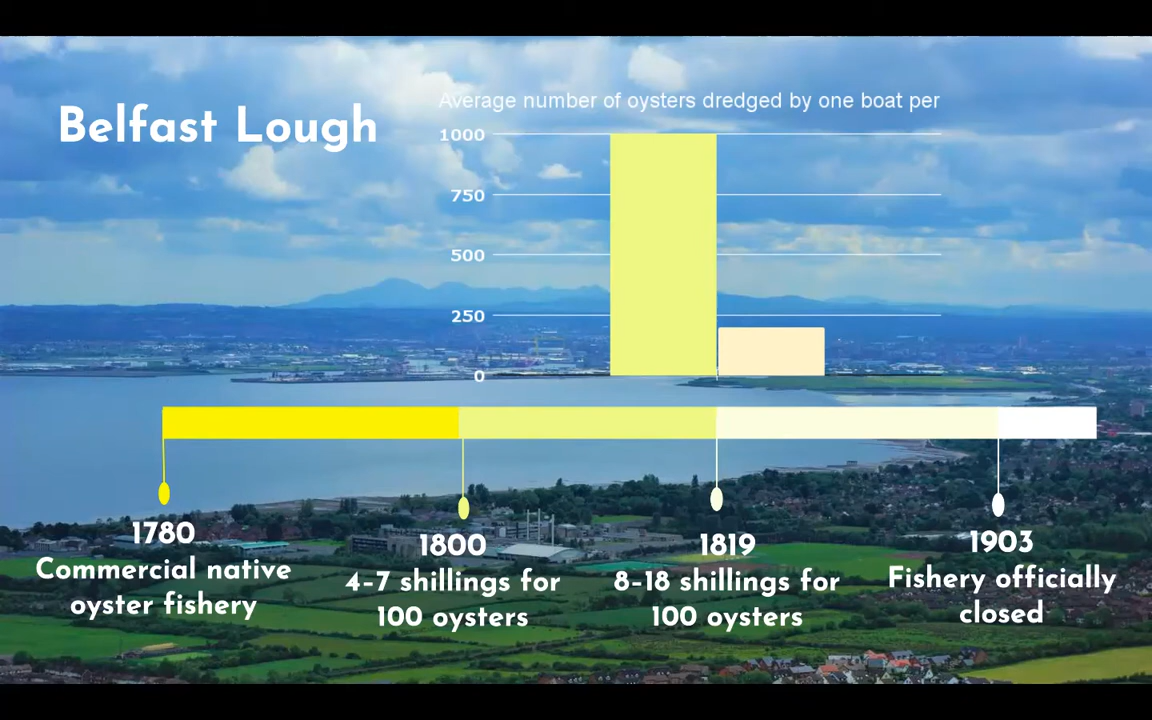 Belfast Lough
Average number of oysters dredged by one boat per
1000
750
500
250
0
1780
Commercial native
oyster fishery
1800
4-7 shillings for
100 oysters
1819
8-18 shillings for
100 oysters
1903
Fishery officially
closed